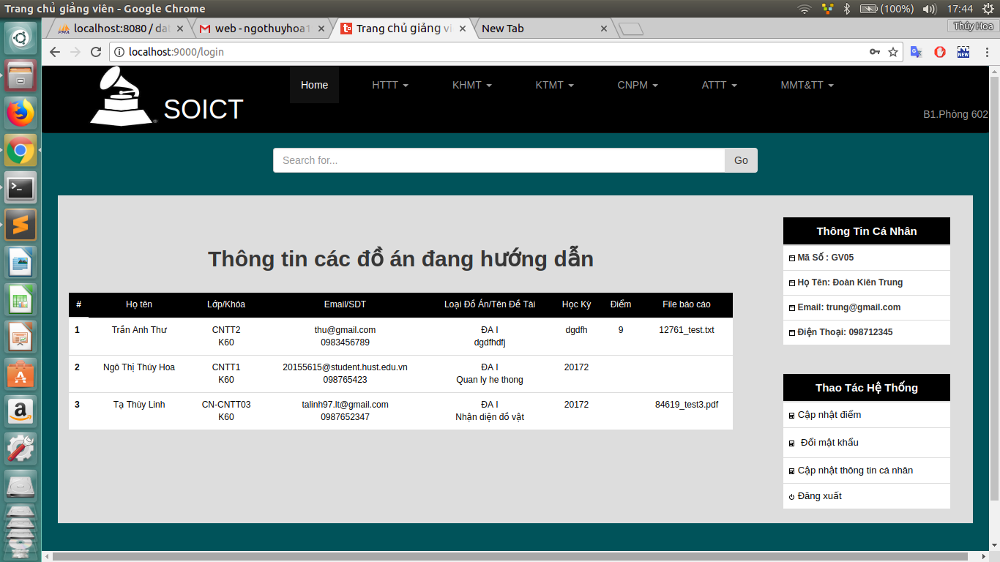 Trang chủ giảng viên - Google Chrome
(100%)
17:44
localhost:8080 / dat
web - ngothuyhoa1
Trang chủ giảng vi
New Tab
Thúy Hoa
localhost:9000/login
SOICT
Home
HTTT
KHMT
KTMT
CNPM
ATTT
MMT&TT
B1.Phòng 602
Search for...
Go
Thông tin các đồ án đang hướng dẫn
# Họ tên Lớp/Khóa Email/SDT Loại Đồ Án/Tên Đề Tài Học Kỳ Điểm File báo cáo
1 Trần Anh Thư CNTT2 thu@gmail.com ĐA I dgdfh 9 12761_test.txt
K60 0983456789 dgdfhdfj
2 Ngô Thị Thúy Hoa CNTT1 20155615@student.hust.edu.vn ĐA I 20172
K60 098765423 Quan ly he thong
3 Tạ Thùy Linh CN-CNTT03 talinh97.lt@gmail.com ĐA I 20172 84619_test3.pdf
K60 0987652347 Nhận diện đồ vật
Thông Tin Cá Nhân
Mã Số : GV05
Họ Tên: Đoàn Kiên Trung
Email: trung@gmail.com
Điện Thoại: 098712345
Thao Tác Hệ Thống
Cập nhật điểm
Đổi mật khẩu
Cập nhật thông tin cá nhân
Đăng xuất